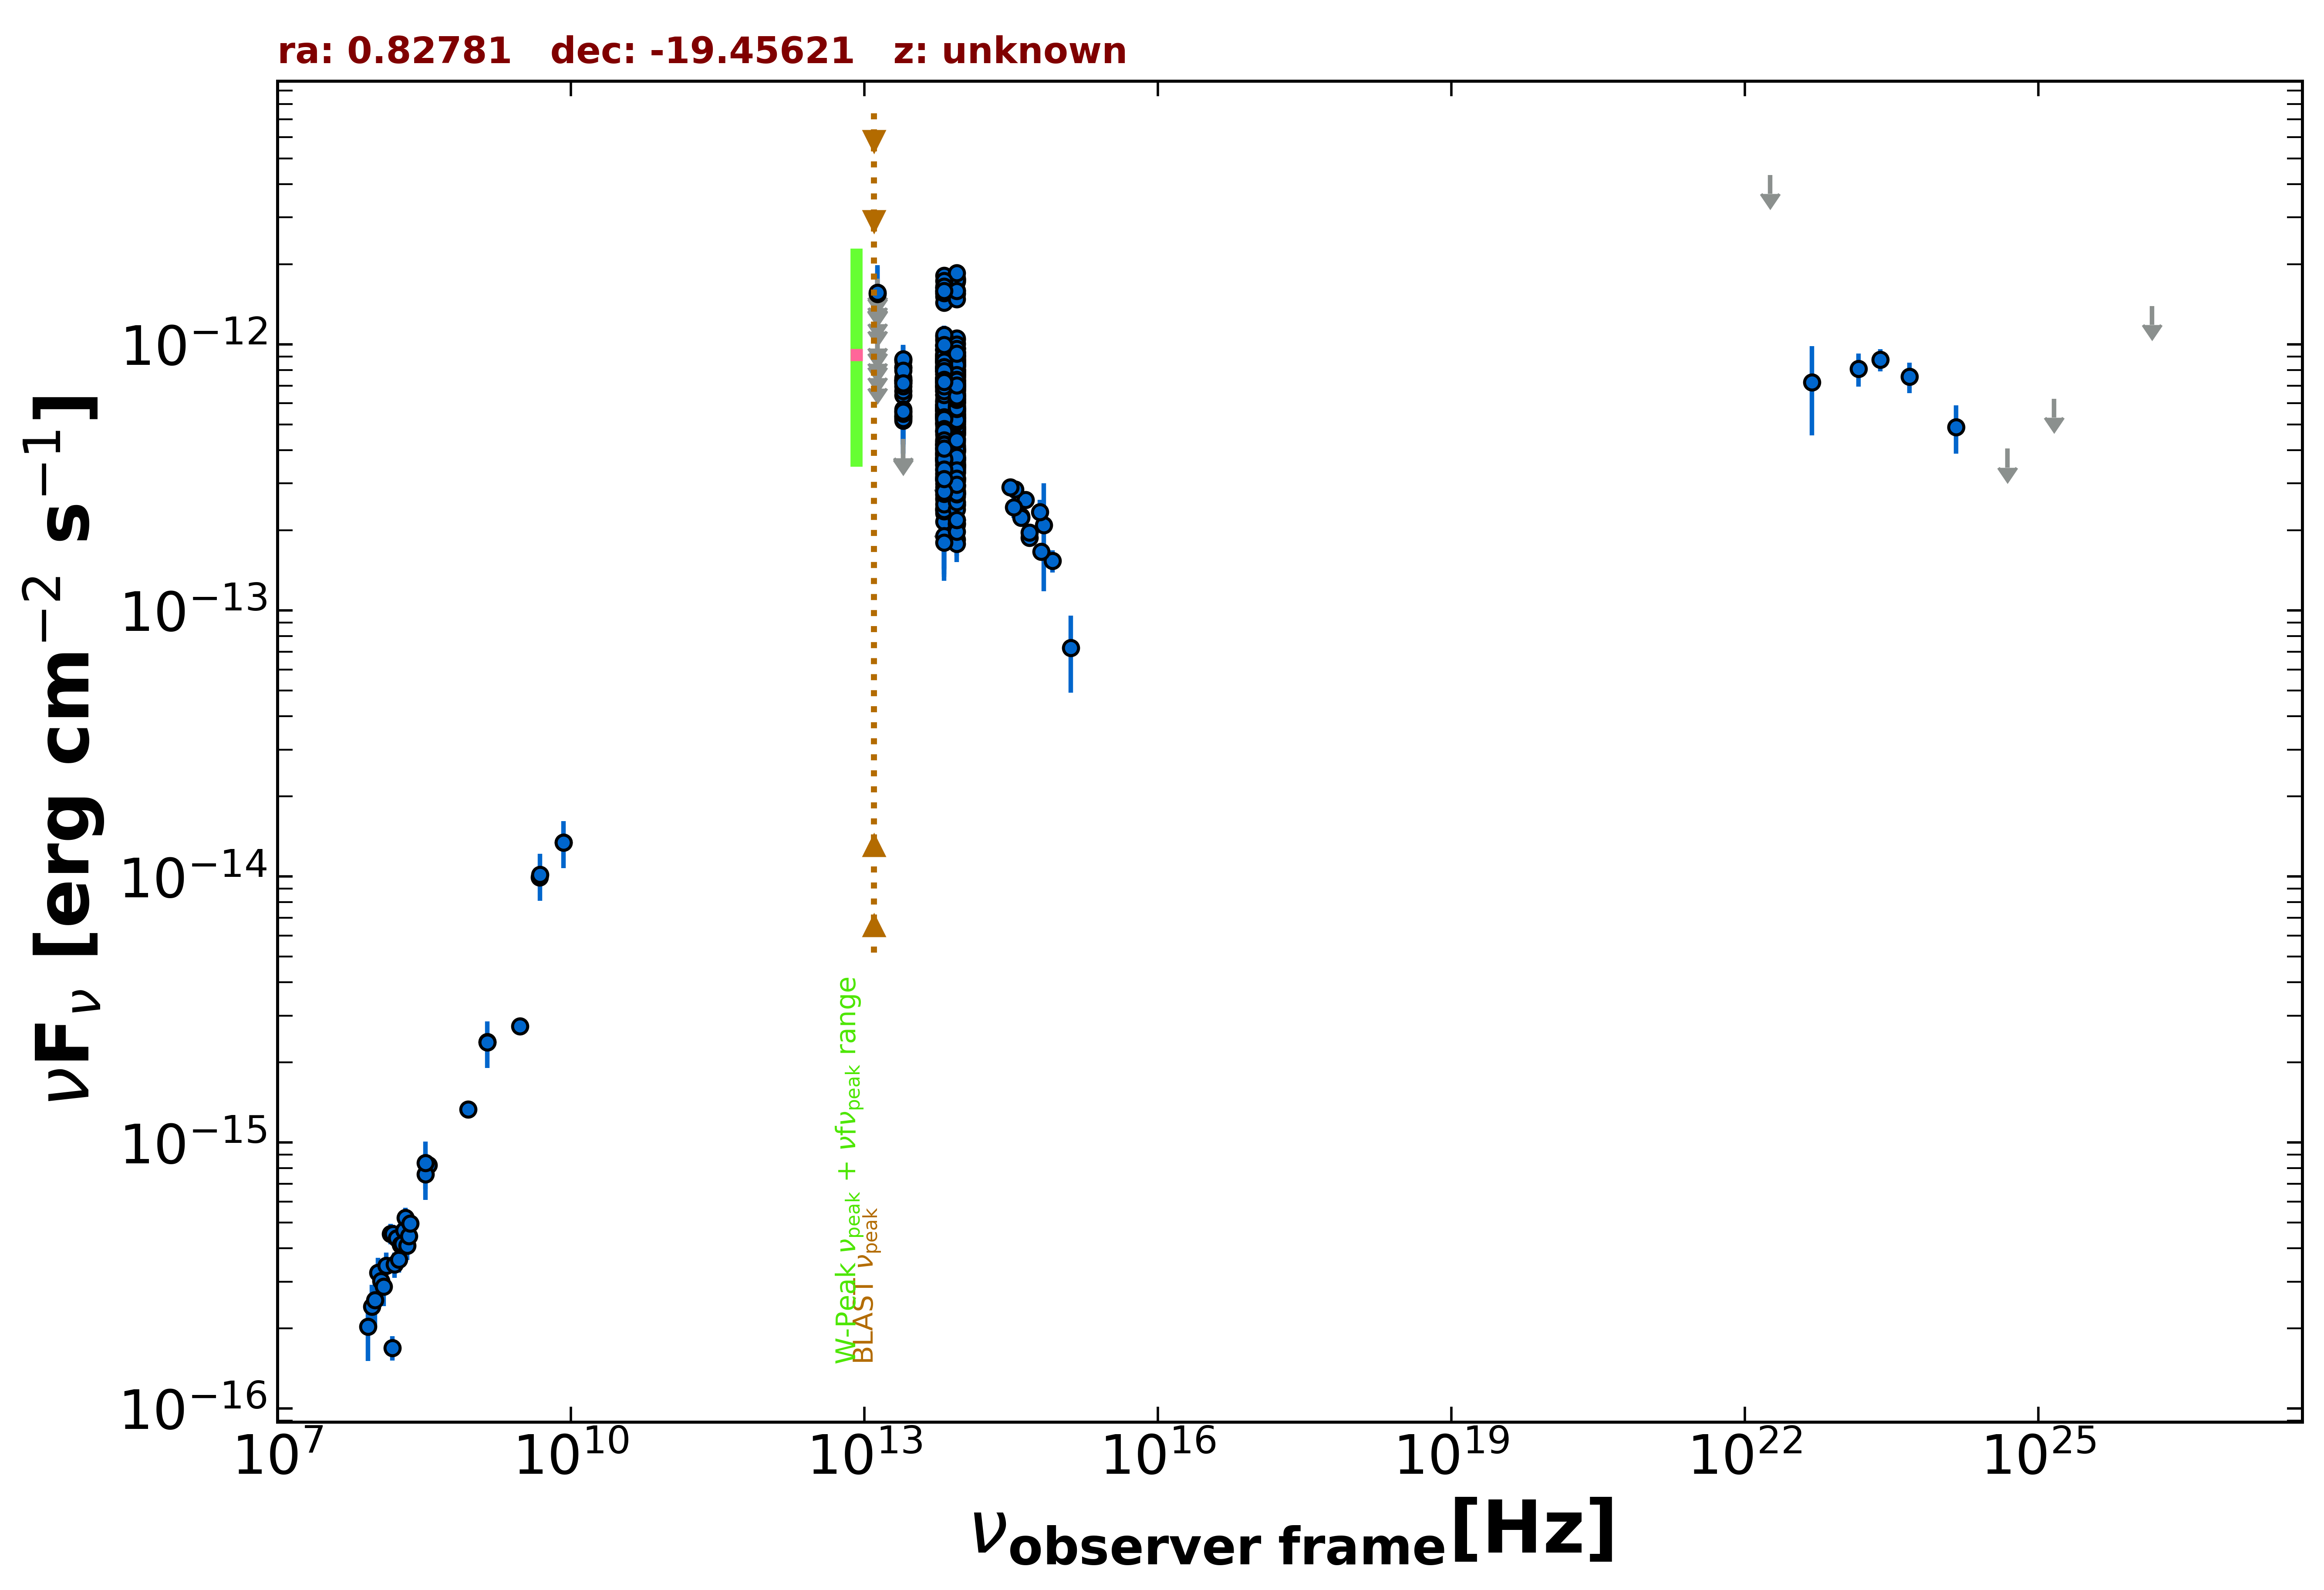 ra: 0.82781   dec: -19.45621   z: unknown
νFν [erg cm−2 s−1]
10−12
10−13
10−14
10−15
10−16
W-Peak νpeak + νfνpeak range
BLAST νpeak
107
1010
1013
1016
1019
1022
1025
νobserver frame[Hz]